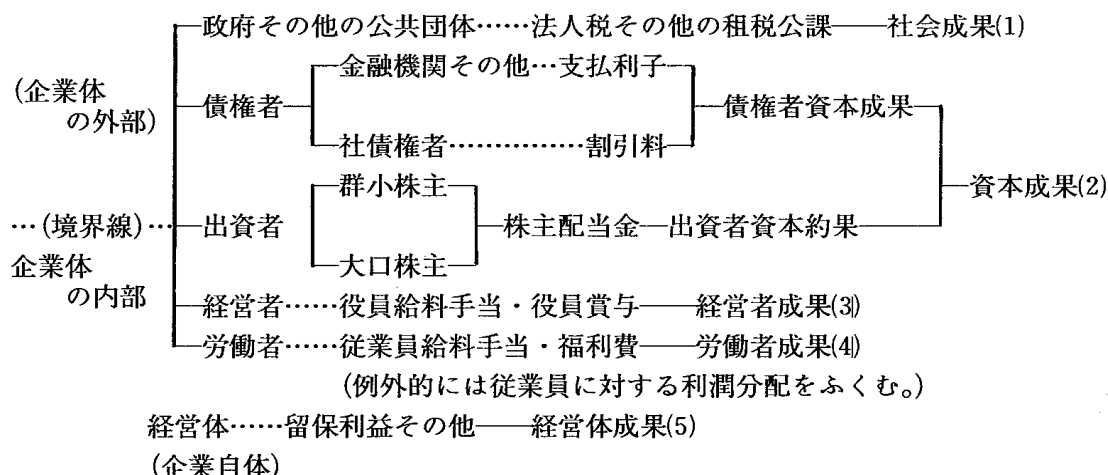 政府その他の公共団体……法人税その他の租税公課——社会成果(1)
金融機関その他…支払利子
(企業体の外部)
債権者
債権者資本成果
社債権者……………割引料
群小株主
資本成果(2)
…(境界線)…出資者
株主配当金—出資者資本約果
企業体の内部
大口株主
経営者……役員給料手当・役員賞与——経営者成果(3)
労働者……従業員給料手当・福利費——労働者成果(4)
(例外的には従業員に対する利潤分配をふくむ。)
経営体……留保利益その他——経営体成果(5)
(企業自体)